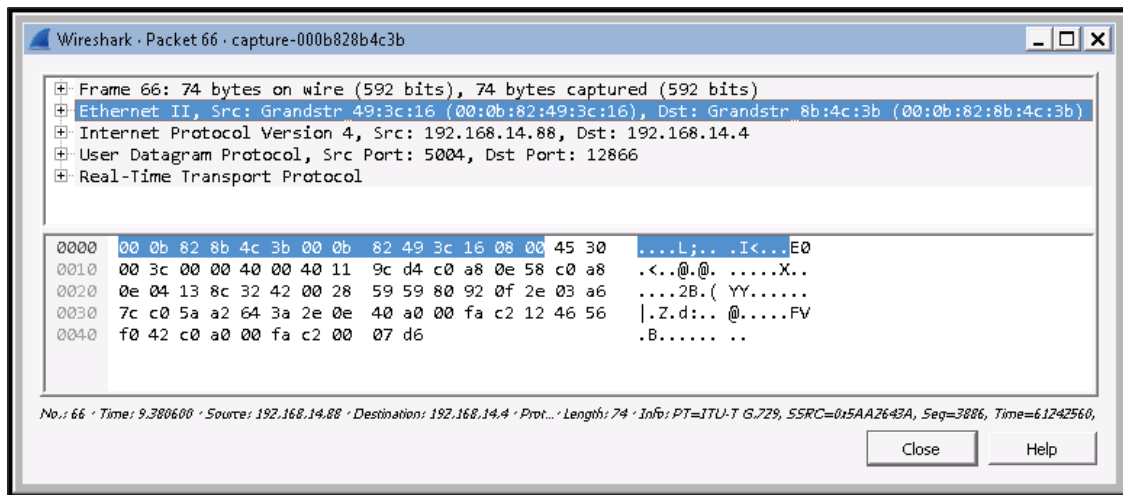 Wireshark · Packet 66 · capture-000b828b4c3b
Frame 66: 74 bytes on wire (592 bits), 74 bytes captured (592 bits)
Ethernet II, Src: Grandstr_49:3c:16 (00:0b:82:49:3c:16), Dst: Grandstr_8b:4c:3b (00:0b:82:8b:4c:3b)
Internet Protocol Version 4, Src: 192.168.14.88, Dst: 192.168.14.4
User Datagram Protocol, Src Port: 5004, Dst Port: 12866
Real-Time Transport Protocol
0000 00 0b 82 8b 4c 3b 00 0b 82 49 3c 16 08 00 45 30 ....L;.. .I<...E0
0010 00 3c 00 00 40 00 40 11 9c d4 c0 a8 0e 58 c0 a8 .<..@.@. .....X..
0020 0e 04 13 8c 32 42 00 28 59 59 80 92 0f 2e 03 a6 ....2B.( YY......
0030 7c c0 5a a2 64 3a 2e 0e 40 a0 00 fa c2 12 46 56 |.Z.d:.. @.....FV
0040 f0 42 c0 a0 00 fa c2 00 07 d6 .B...... ..
No.: 66 · Time: 9.380600 · Source: 192.168.14.88 · Destination: 192.168.14.4 · Prot... · Length: 74 · Info: PT=ITU-T G.729, SSRC=0x5AA2643A, Seq=3886, Time=61242560,
Close Help